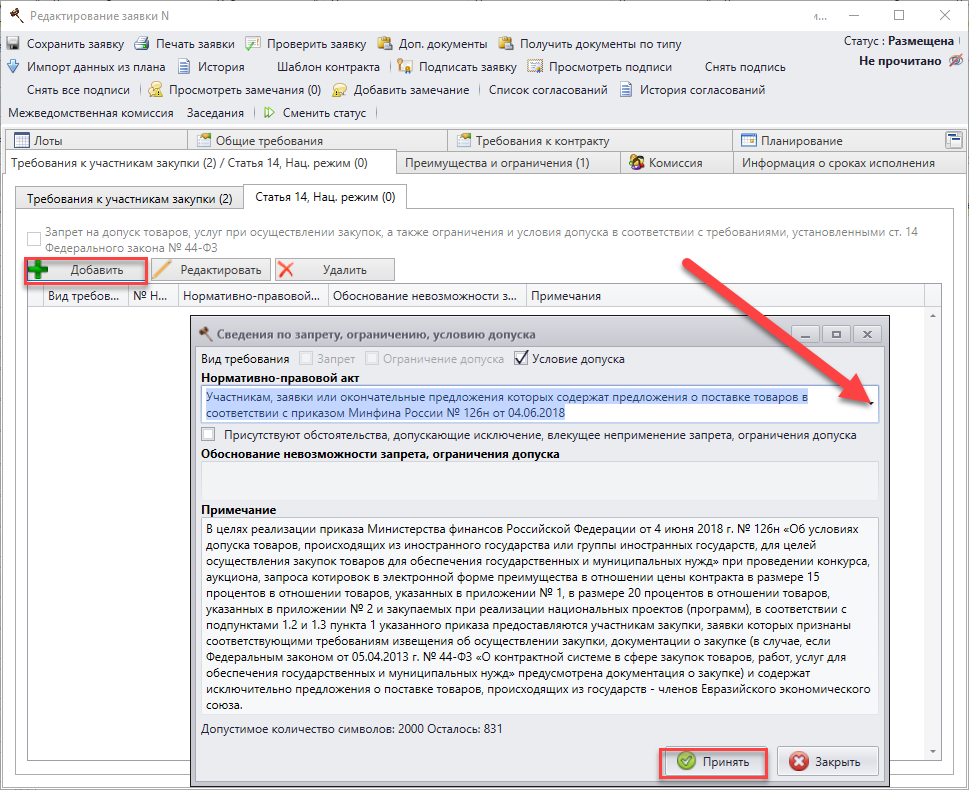 Редактирование заявки N
Сохранить заявку Печать заявки Проверить заявку Доп. документы Получить документы по типу
Статус : Размещена
Импорт данных из плана История Шаблон контракта Подписать заявку Просмотреть подписи Снять подпись
Не прочитано
Снять все подписи Просмотреть замечания (0) Добавить замечание Список согласований История согласований
Межведомственная комиссия Заседания Сменить статус
Лоты Общие требования Требования к контракту Планирование
Требования к участникам закупки (2) / Статья 14, Нац. режим (0) Преимущества и ограничения (1) Комиссия Информация о сроках исполнения
Требования к участникам закупки (2) Статья 14, Нац. режим (0)
Запрет на допуск товаров, услуг при осуществлении закупок, а также ограничения и условия допуска в соответствии с требованиями, установленными ст. 14
Федерального закона № 44-ФЗ
Добавить Редактировать Удалить
Вид требов... № Н... Нормативно-правовой... Обоснование невозможности з... Примечания
Сведения по запрету, ограничению, условию допуска
Вид требования Запрет Ограничение допуска Условие допуска
Нормативно-правовой акт
Участникам, заявки или окончательные предложения которых содержат предложения о поставке товаров в
соответствии с приказом Минфина России № 126н от 04.06.2018
Присутствуют обстоятельства, допускающие исключение, влекущее неприменение запрета, ограничения допуска
Обоснование невозможности запрета, ограничения допуска
Примечание
В целях реализации приказа Министерства финансов Российской Федерации от 4 июня 2018 г. № 126н «Об условиях
допуска товаров, происходящих из иностранного государства или группы иностранных государств, для целей
осуществления закупок товаров для обеспечения государственных и муниципальных нужд» при проведении конкурса,
аукциона, запроса котировок в электронной форме преимущества в отношении цены контракта в размере 15
процентов в отношении товаров, указанных в приложении № 1, в размере 20 процентов в отношении товаров,
указанных в приложении № 2 и закупаемых при реализации национальных проектов (программ), в соответствии с
подпунктами 1.2 и 1.3 пункта 1 указанного приказа предоставляются участникам закупки, заявки которых признаны
соответствующими требованиям извещения об осуществлении закупки, документации о закупке (в случае, если
Федеральным законом от 05.04.2013 г. № 44-ФЗ «О контрактной системе в сфере закупок товаров, работ, услуг для
обеспечения государственных и муниципальных нужд» предусмотрена документация о закупке) и содержат
исключительно предложения о поставке товаров, происходящих из государств - членов Евразийского экономического
союза.
Допустимое количество символов: 2000 Осталось: 831
Принять Закрыть